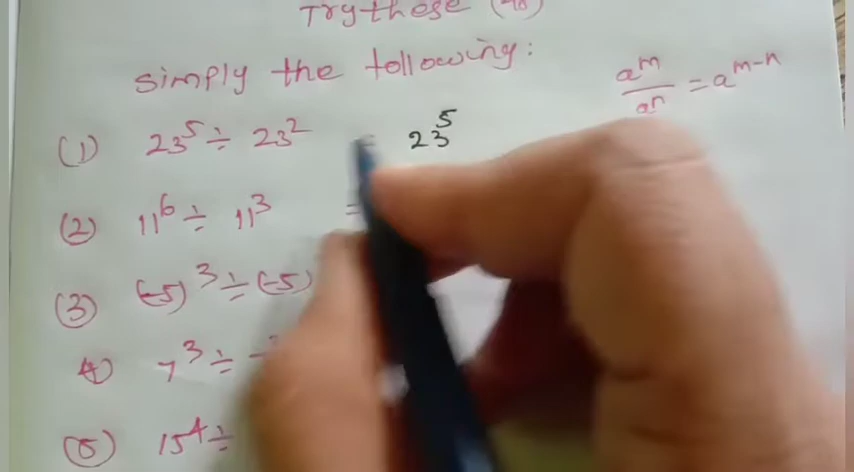 Try these
simply the following:
a^m / a^n = a^m-n
(1) 23^5 ÷ 23^2 = 23^5
(2) 11^6 ÷ 11^3 =
(3) (-5)^3 ÷ (-5)
(4) 7^3 ÷
(5) 15^4 ÷